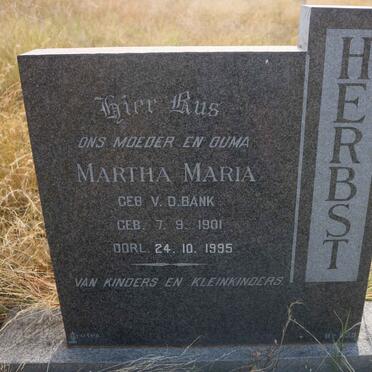 Hier Rus
ONS MOEDER EN OUMA
MARTHA MARIA
GEB V.D.BANK
GEB. 7. 9. 1901
OORL. 24. 10. 1995
VAN KINDERS EN KLEINKINDERS
HERBST